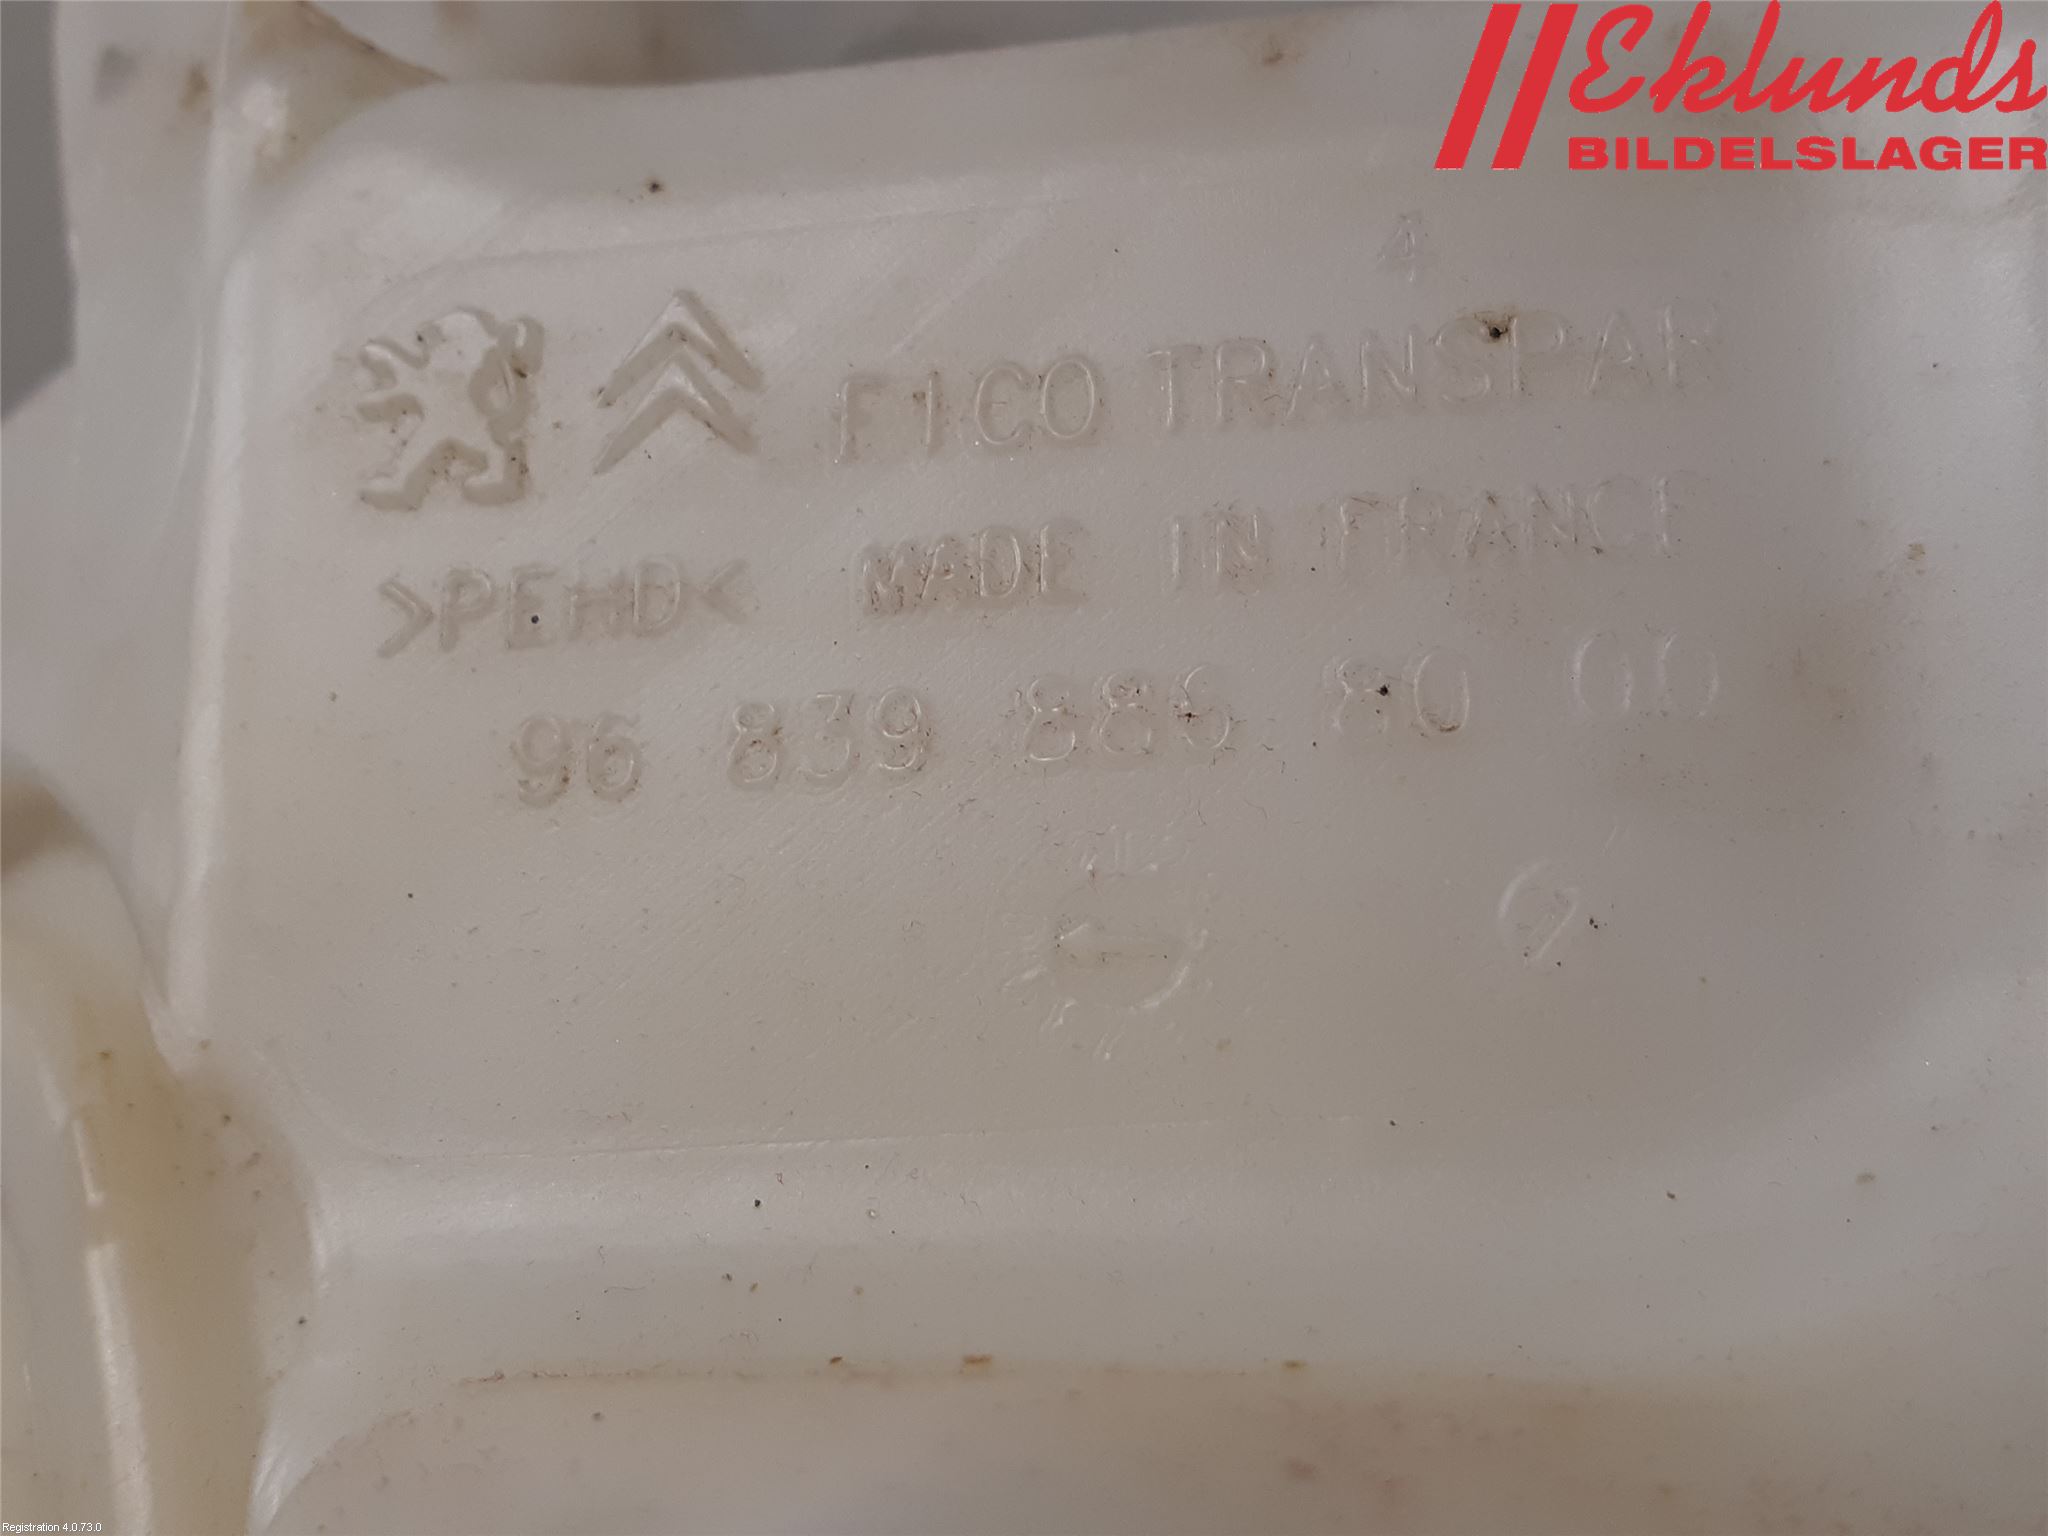 Eklunds
BILDELSLAGER
4
FICO TRANSPAR
>PEHD< MADE IN FRANCE
96 839 886 80 00
Registration 4.0.73.0